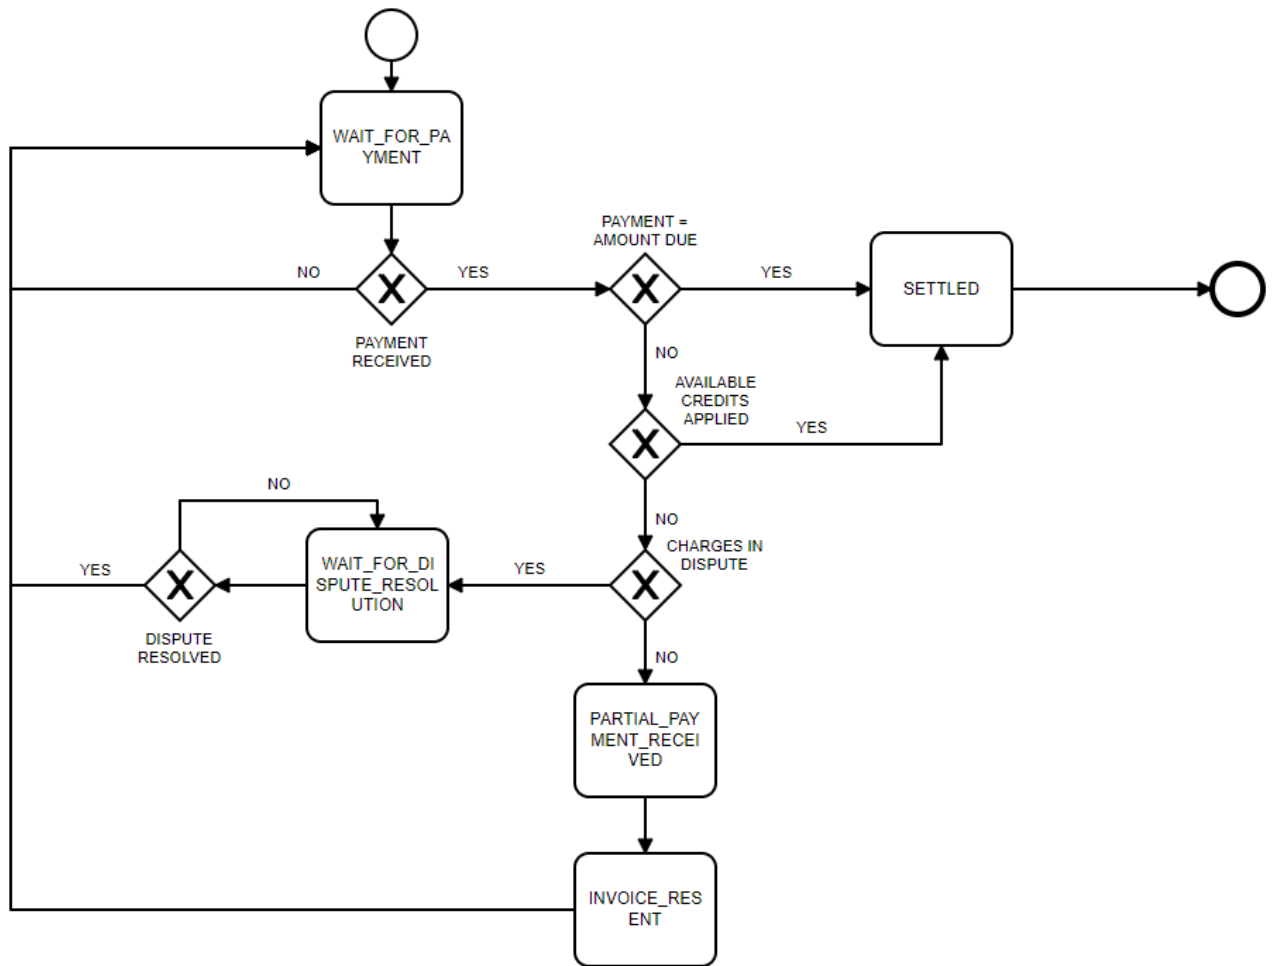 WAIT_FOR_PA
YMENT
PAYMENT =
AMOUNT DUE
NO
YES
YES
SETTLED
PAYMENT
RECEIVED
NO
AVAILABLE
CREDITS
APPLIED
YES
NO
NO
CHARGES IN
DISPUTE
WAIT_FOR_DI
SPUTE_RESOL
UTION
YES
YES
DISPUTE
RESOLVED
NO
PARTIAL_PAY
MENT_RECEI
VED
INVOICE_RES
ENT